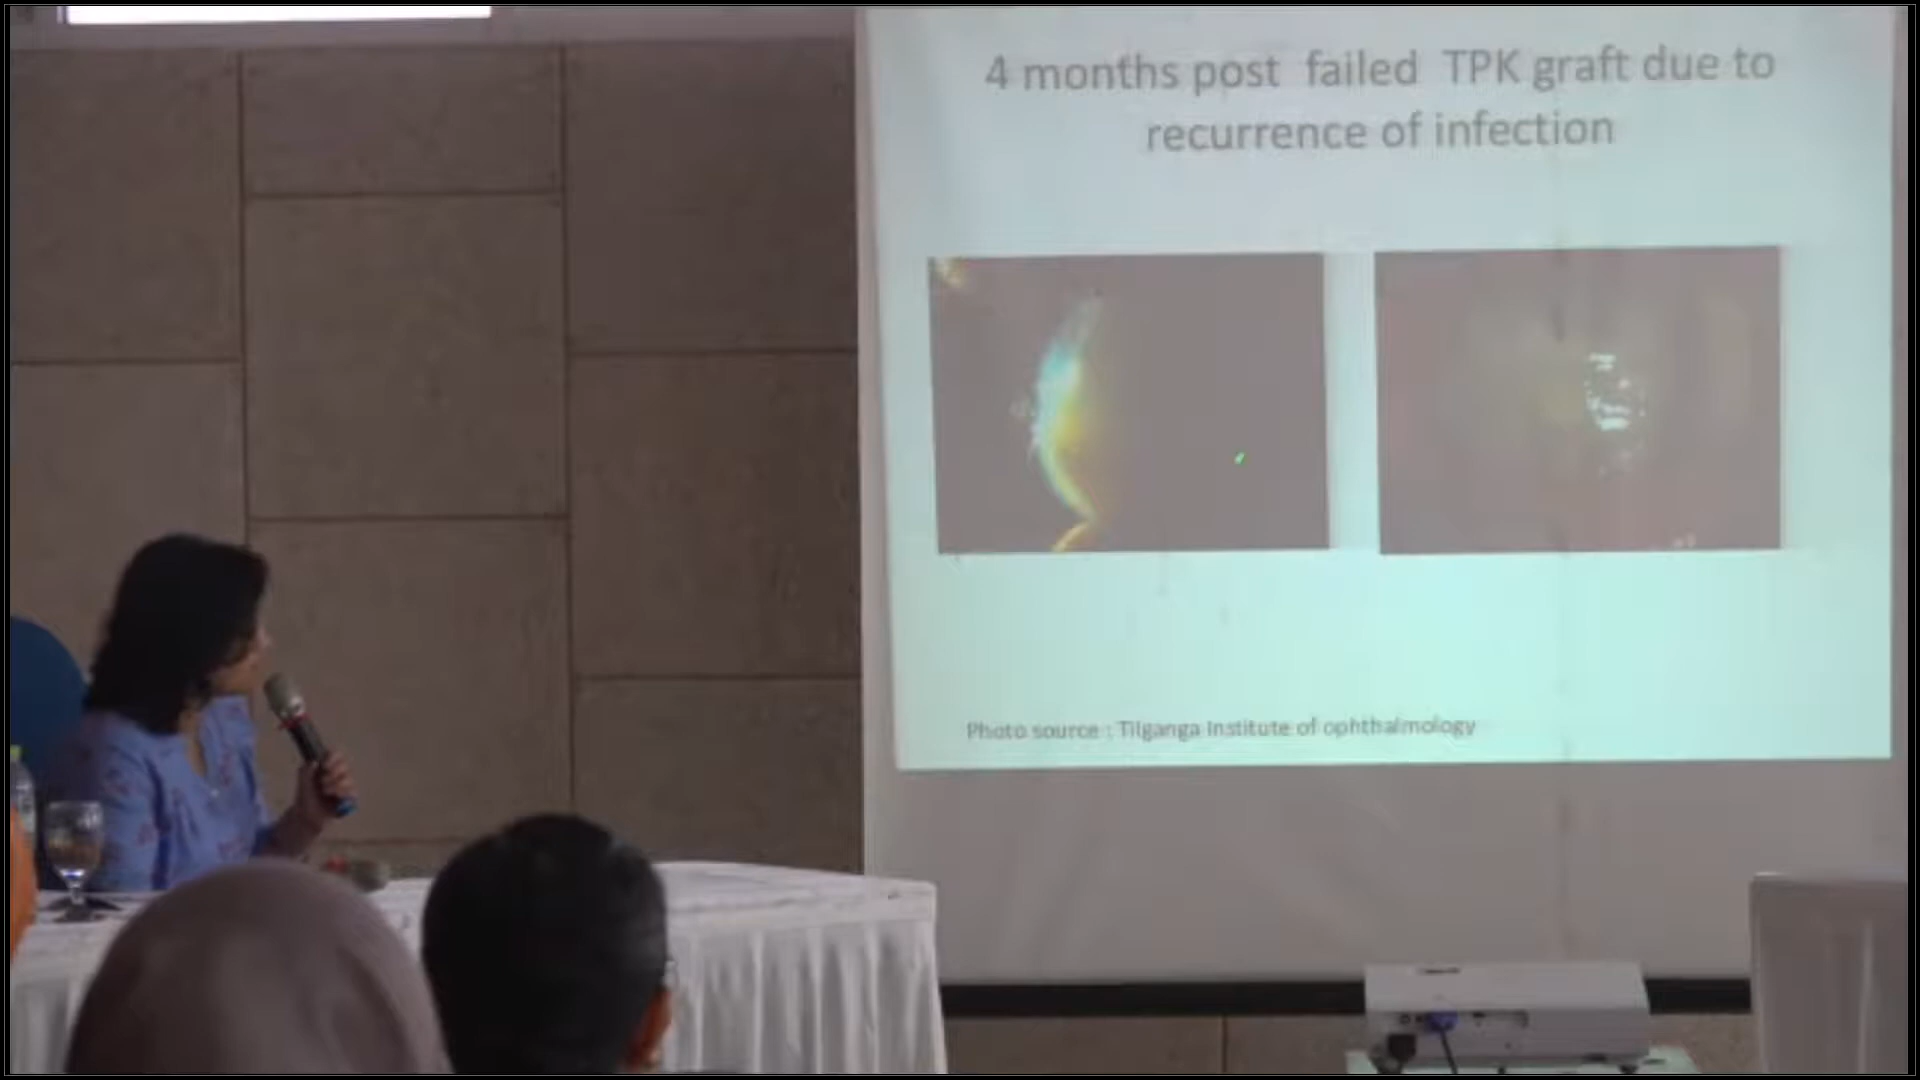 4 months post failed TPK graft due to
recurrence of infection
Photo source : Tilganga Institute of ophthalmology